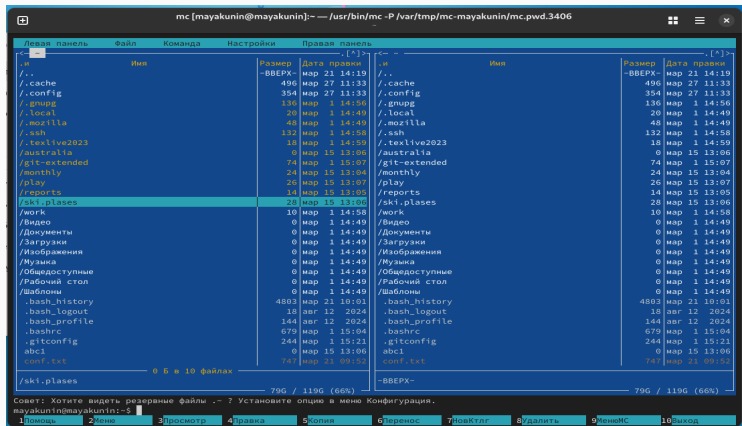 mc [mayakunin@mayakunin]:~ — /usr/bin/mc -P /var/tmp/mc-mayakunin/mc.pwd.3406
Левая панель Файл Команда Настройки Правая панель
<- ~ .[^]> <- ~ .[^]>
.и Имя Размер Дата правки .и Имя Размер Дата правки
/.. -ВВЕРХ- мар 21 14:19 /.. -ВВЕРХ- мар 21 14:19
/.cache 496 мар 27 11:33 /.cache 496 мар 27 11:33
/.config 354 мар 27 11:33 /.config 354 мар 27 11:33
/.gnupg 136 мар 1 14:56 /.gnupg 136 мар 1 14:56
/.local 20 мар 1 14:49 /.local 20 мар 1 14:49
/.mozilla 48 мар 1 14:49 /.mozilla 48 мар 1 14:49
/.ssh 132 мар 1 14:58 /.ssh 132 мар 1 14:58
/.texlive2023 18 мар 1 14:59 /.texlive2023 18 мар 1 14:59
/australia 0 мар 15 13:06 /australia 0 мар 15 13:06
/git-extended 74 мар 1 15:07 /git-extended 74 мар 1 15:07
/monthly 24 мар 15 13:04 /monthly 24 мар 15 13:04
/play 26 мар 15 13:07 /play 26 мар 15 13:07
/reports 14 мар 15 13:05 /reports 14 мар 15 13:05
/ski.plases 28 мар 15 13:06 /ski.plases 28 мар 15 13:06
/work 10 мар 1 14:58 /work 10 мар 1 14:58
/Видео 0 мар 1 14:49 /Видео 0 мар 1 14:49
/Документы 0 мар 1 14:49 /Документы 0 мар 1 14:49
/Загрузки 0 мар 1 14:49 /Загрузки 0 мар 1 14:49
/Изображения 0 мар 1 14:49 /Изображения 0 мар 1 14:49
/Музыка 0 мар 1 14:49 /Музыка 0 мар 1 14:49
/Общедоступные 0 мар 1 14:49 /Общедоступные 0 мар 1 14:49
/Рабочий стол 0 мар 1 14:49 /Рабочий стол 0 мар 1 14:49
/Шаблоны 0 мар 1 14:49 /Шаблоны 0 мар 1 14:49
.bash_history 4803 мар 21 10:01 .bash_history 4803 мар 21 10:01
.bash_logout 18 авг 12 2024 .bash_logout 18 авг 12 2024
.bash_profile 144 авг 12 2024 .bash_profile 144 авг 12 2024
.bashrc 679 мар 1 15:04 .bashrc 679 мар 1 15:04
.gitconfig 244 мар 1 15:21 .gitconfig 244 мар 1 15:21
abc1 0 мар 15 13:06 abc1 0 мар 15 13:06
conf.txt 747 мар 21 09:52 conf.txt 747 мар 21 09:52
0 Б в 10 файлах
/ski.plases -ВВЕРХ-
79G / 119G (66%) 79G / 119G (66%)
Совет: Хотите видеть резервные файлы .~ ? Установите опцию в меню Конфигурация.
mayakunin@mayakunin:~$
1Помощь 2Меню 3Просмотр 4Правка 5Копия 6Перенос 7НовКтлг 8Удалить 9МенюМС 10Выход